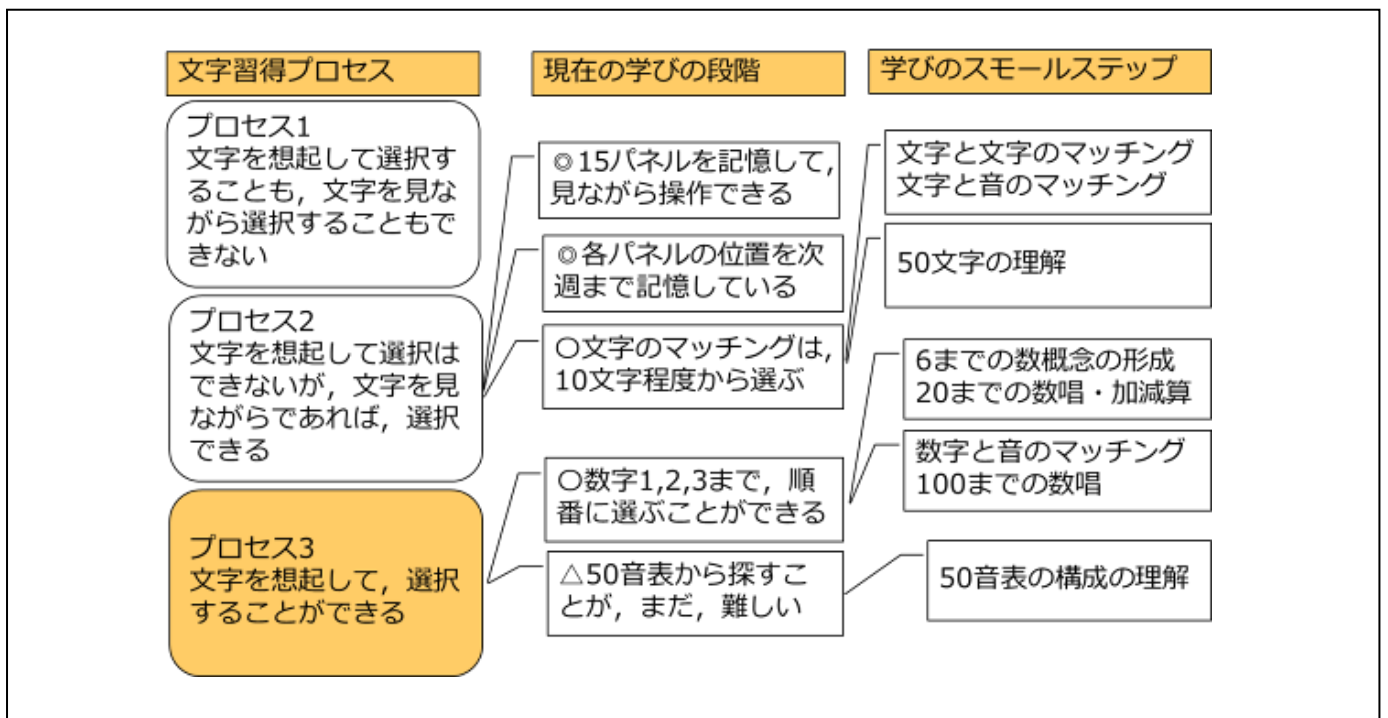 文字習得プロセス
プロセス1
文字を想起して選択す
ることも，文字を見な
がら選択することもで
きない
プロセス2
文字を想起して選択は
できないが，文字を見
ながらであれば，選択
できる
プロセス3
文字を想起して，選択
することができる
現在の学びの段階
◎15パネルを記憶して，
見ながら操作できる
◎各パネルの位置を次
週まで記憶している
〇文字のマッチングは，
10文字程度から選ぶ
〇数字1,2,3まで，順
番に選ぶことができる
△50音表から探すこ
とが，まだ，難しい
学びのスモールステップ
文字と文字のマッチング
文字と音のマッチング
50文字の理解
6までの数概念の形成
20までの数唱・加減算
数字と音のマッチング
100までの数唱
50音表の構成の理解